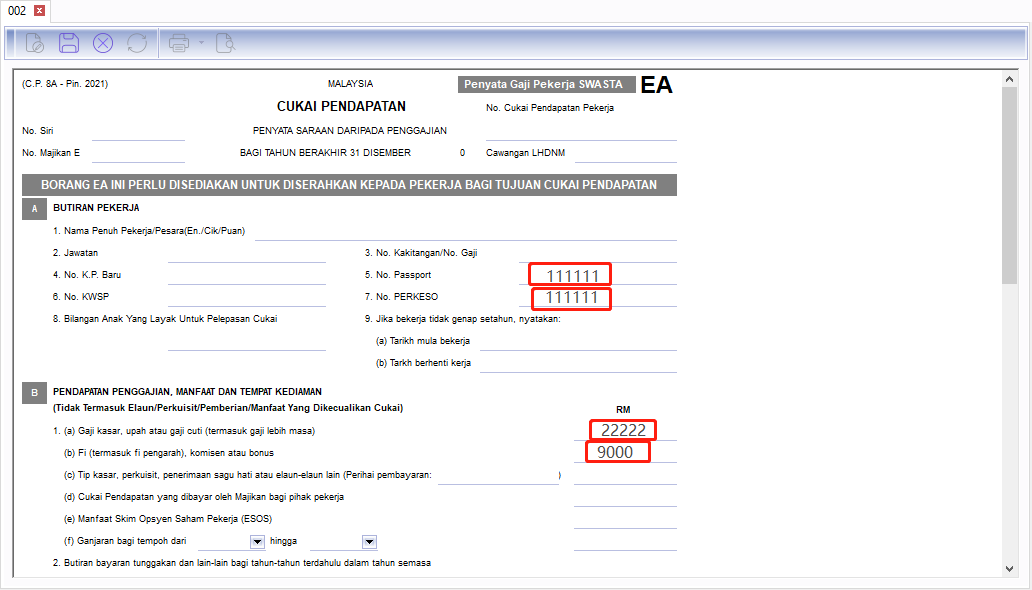 002
(C.P. 8A - Pin. 2021) MALAYSIA Penyata Gaji Pekerja SWASTA EA
CUKAI PENDAPATAN No. Cukai Pendapatan Pekerja
No. Siri PENYATA SARAAN DARIPADA PENGGAJIAN
No. Majikan E BAGI TAHUN BERAKHIR 31 DISEMBER 0 Cawangan LHDNM
BORANG EA INI PERLU DISEDIAKAN UNTUK DISERAHKAN KEPADA PEKERJA BAGI TUJUAN CUKAI PENDAPATAN
A BUTIRAN PEKERJA
1. Nama Penuh Pekerja/Pesara(En./Cik/Puan)
2. Jawatan 3. No. Kakitangan/No. Gaji
4. No. K.P. Baru 5. No. Passport 111111
6. No. KWSP 7. No. PERKESO 111111
8. Bilangan Anak Yang Layak Untuk Pelepasan Cukai 9. Jika bekerja tidak genap setahun, nyatakan:
(a) Tarikh mula bekerja
(b) Tarkh berhenti kerja
B PENDAPATAN PENGGAJIAN, MANFAAT DAN TEMPAT KEDIAMAN
(Tidak Termasuk Elaun/Perkuisit/Pemberian/Manfaat Yang Dikecualikan Cukai) RM
1. (a) Gaji kasar, upah atau gaji cuti (termasuk gaji lebih masa) 22222
(b) Fi (termasuk fi pengarah), komisen atau bonus 9000
(c) Tip kasar, perkuisit, penerimaan sagu hati atau elaun-elaun lain (Perihai pembayaran: )
(d) Cukai Pendapatan yang dibayar oleh Majikan bagi pihak pekerja
(e) Manfaat Skim Opsyen Saham Pekerja (ESOS)
(f) Ganjaran bagi tempoh dari hingga
2. Butiran bayaran tunggakan dan lain-lain bagi tahun-tahun terdahulu dalam tahun semasa